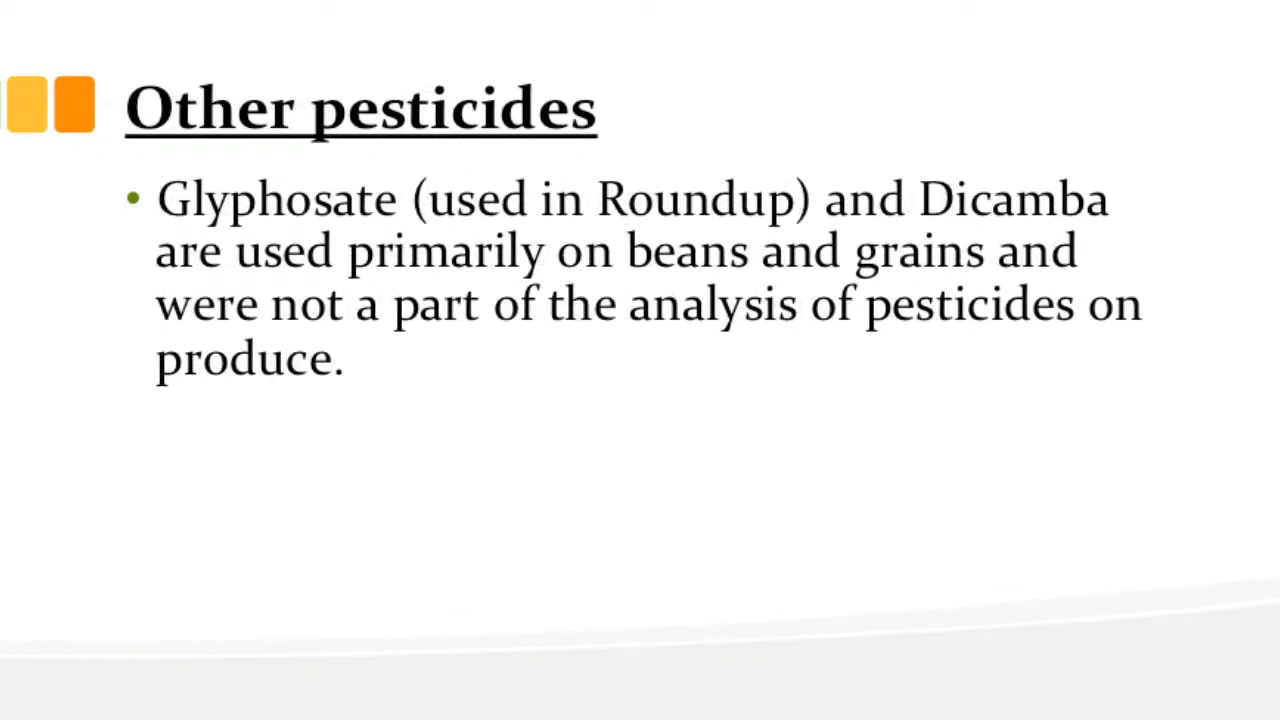 Other pesticides
• Glyphosate (used in Roundup) and Dicamba
are used primarily on beans and grains and
were not a part of the analysis of pesticides on
produce.